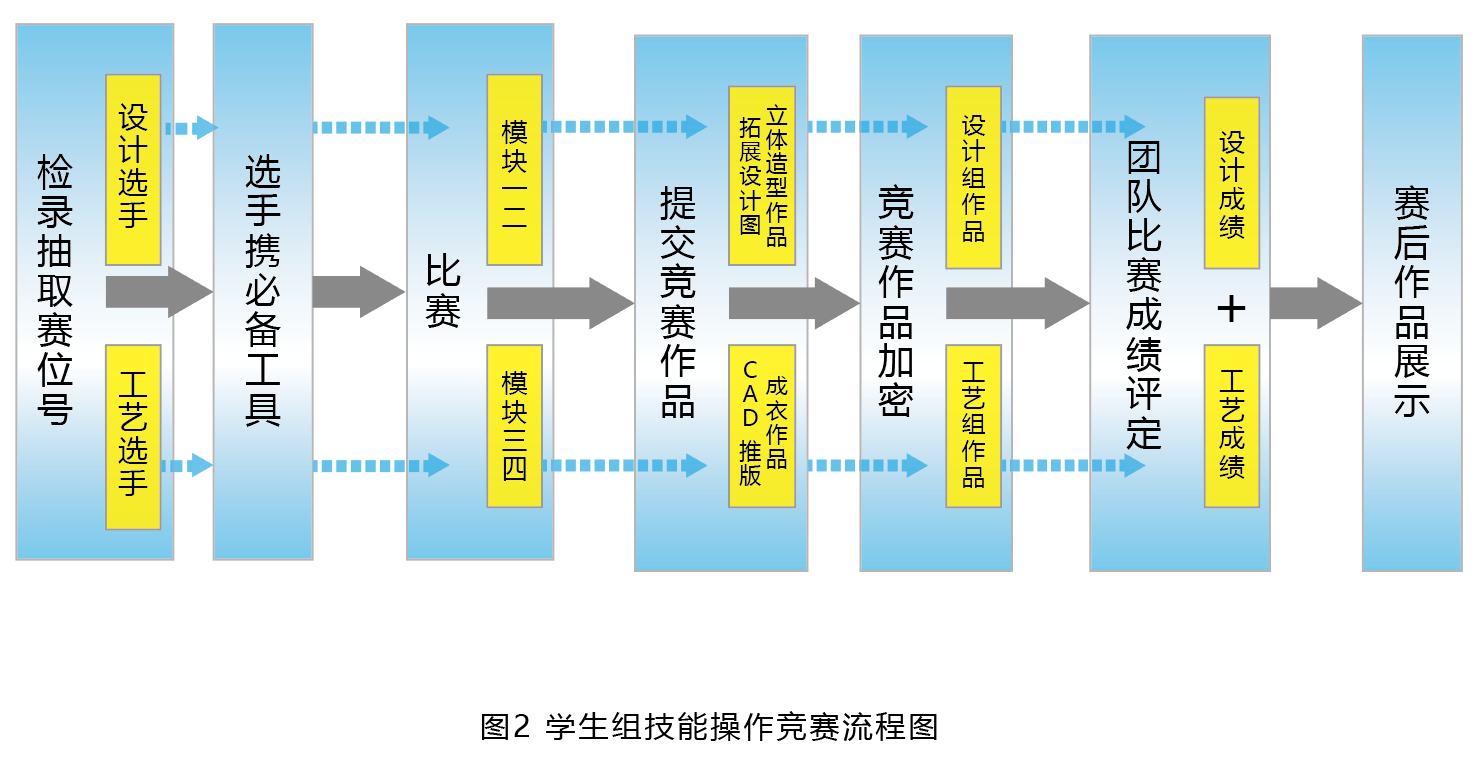 检录抽取赛位号
设计选手
工艺选手
选手携必备工具
比赛
模块一二
模块三四
提交竞赛作品
立体造型作品
拓展设计图
成衣作品
CAD推版
竞赛作品加密
设计组作品
工艺组作品
团队比赛成绩评定
设计成绩
+
工艺成绩
赛后作品展示
图2 学生组技能操作竞赛流程图